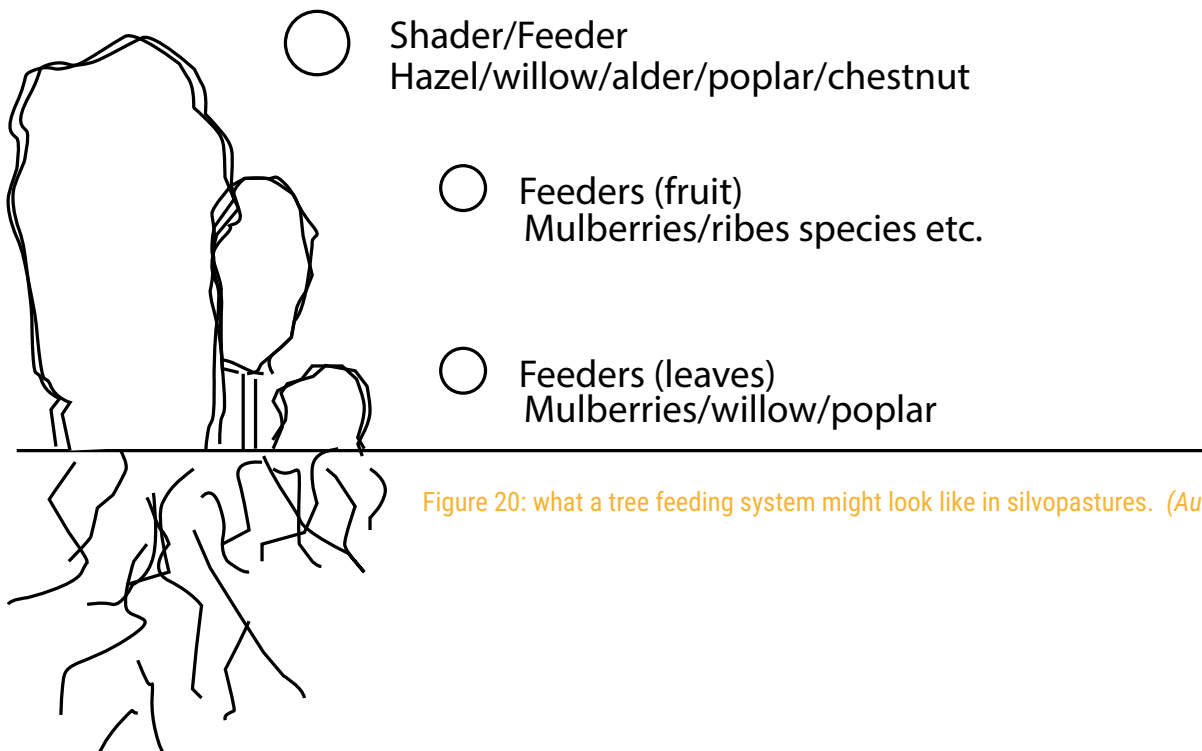 Shader/Feeder
Hazel/willow/alder/poplar/chestnut
Feeders (fruit)
Mulberries/ribes species etc.
Feeders (leaves)
Mulberries/willow/poplar
Figure 20: what a tree feeding system might look like in silvopastures.